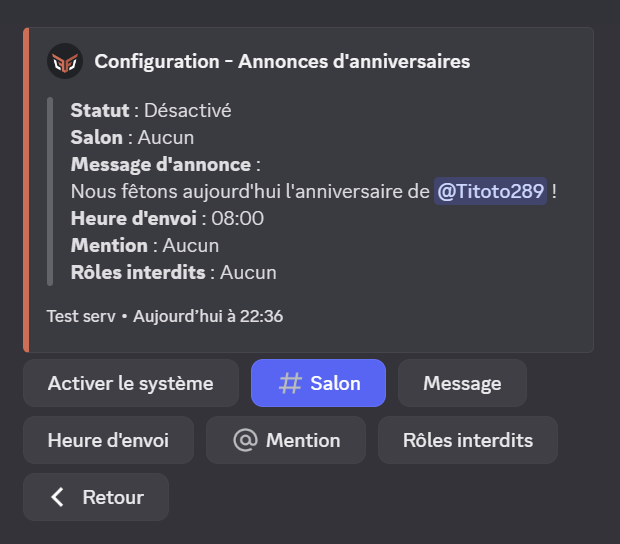 Configuration - Annonces d'anniversaires
Statut : Désactivé
Salon : Aucun
Message d'annonce :
Nous fêtons aujourd'hui l'anniversaire de @Titoto289 !
Heure d'envoi : 08:00
Mention : Aucun
Rôles interdits : Aucun
Test serv • Aujourd’hui à 22:36
Activer le système
Salon
Message
Heure d'envoi
Mention
Rôles interdits
Retour